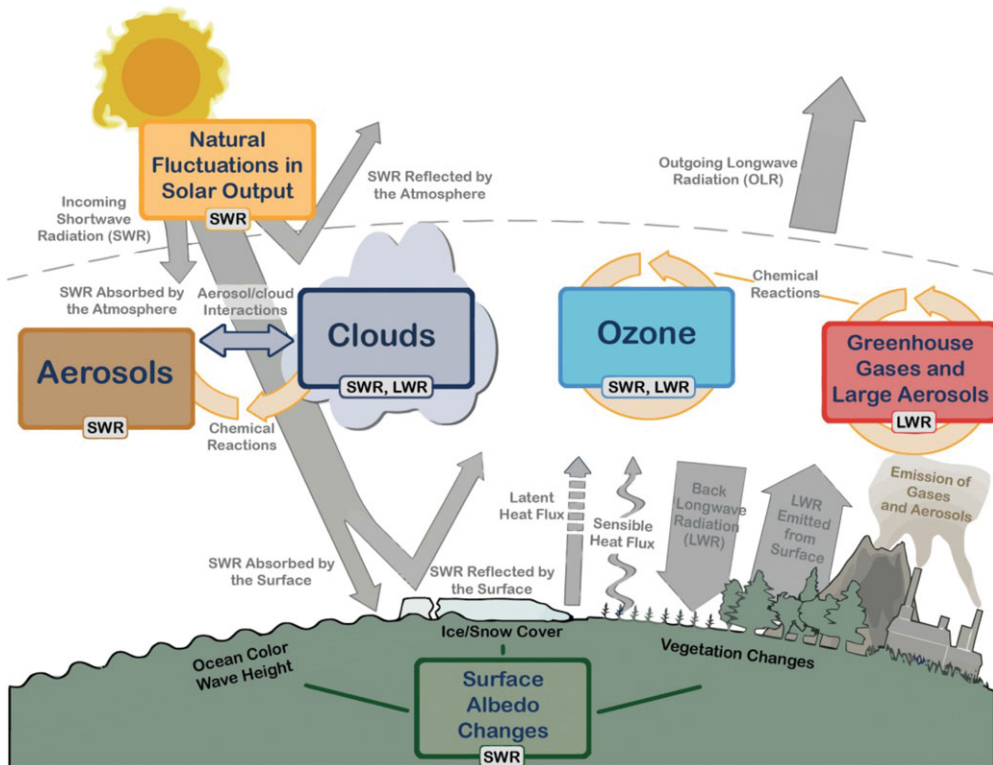 Natural
Fluctuations in
Solar Output
SWR
Incoming
Shortwave
Radiation (SWR)
SWR Reflected by
the Atmosphere
Outgoing Longwave
Radiation (OLR)
SWR Absorbed by
the Atmosphere
Aerosol/cloud
Interactions
Chemical
Reactions
Aerosols
SWR
Clouds
SWR, LWR
Ozone
SWR, LWR
Greenhouse
Gases and
Large Aerosols
LWR
Chemical
Reactions
Latent
Heat Flux
Sensible
Heat Flux
Back
Longwave
Radiation
(LWR)
LWR
Emitted
from
Surface
Emission of
Gases
and Aerosols
SWR Absorbed by
the Surface
SWR Reflected by
the Surface
Ocean Color
Wave Height
Ice/Snow Cover
Vegetation Changes
Surface
Albedo
Changes
SWR